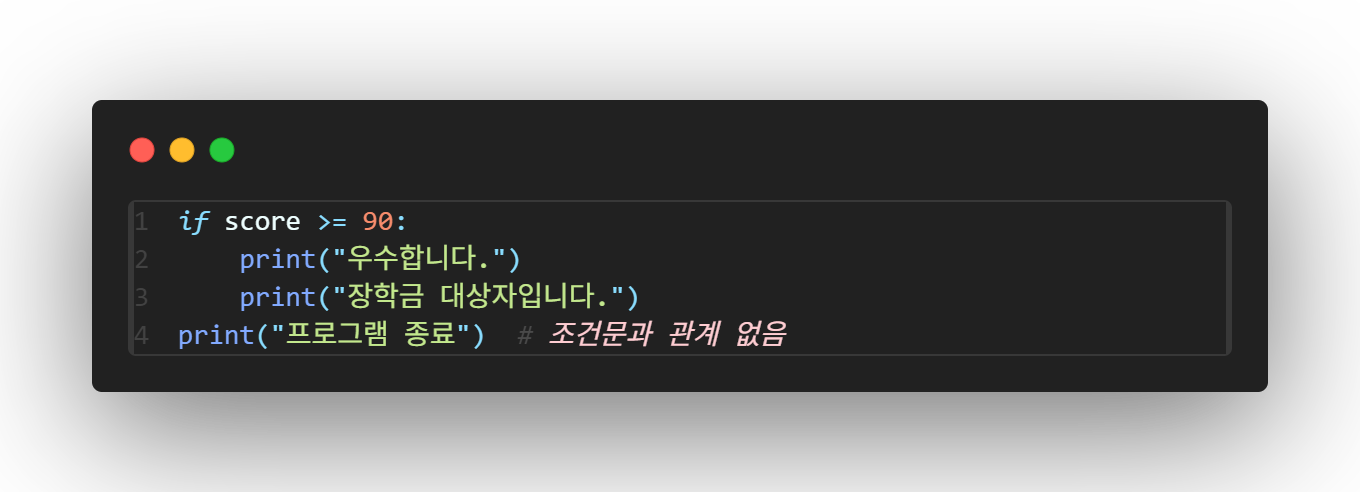 1 if score >= 90:
2     print("우수합니다.")
3     print("장학금 대상자입니다.")
4 print("프로그램 종료")  # 조건문과 관계 없음